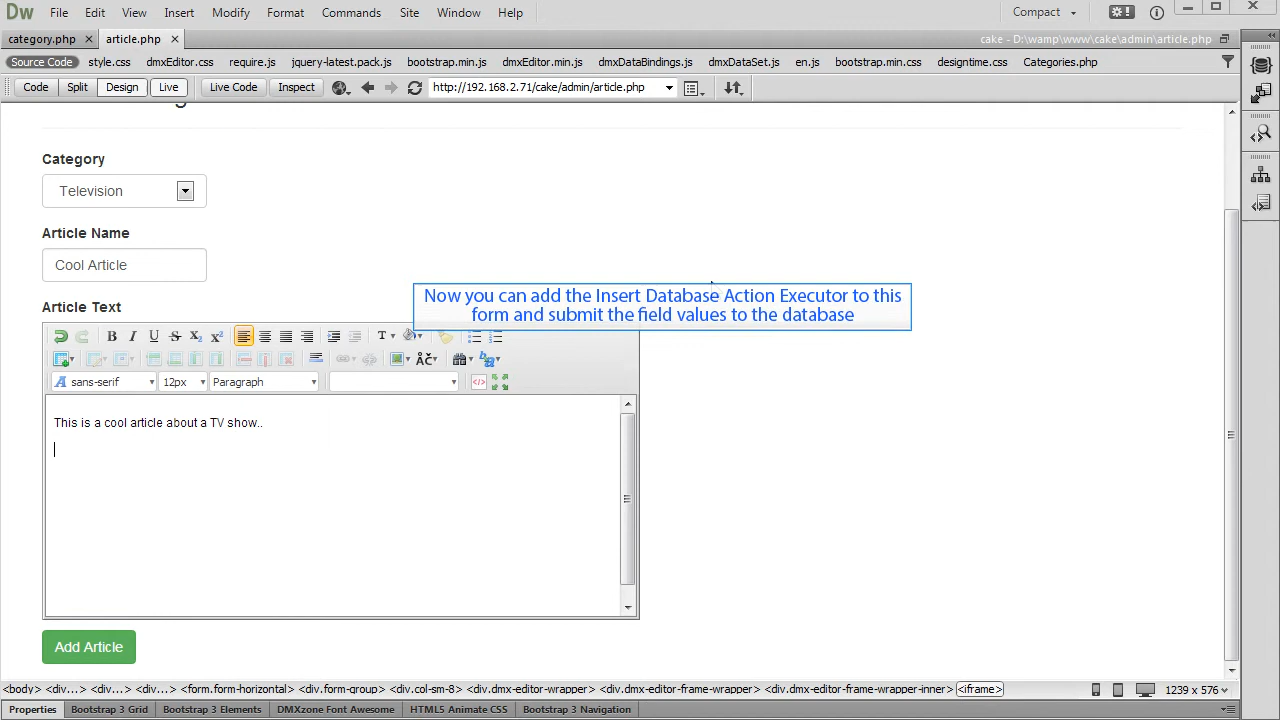 Dw File Edit View Insert Modify Format Commands Site Window Help Compact
category.php article.php cake - D:\wamp\www\cake\admin\article.php
Source Code style.css dmxEditor.css require.js jquery-latest.pack.js bootstrap.min.js dmxEditor.min.js dmxDataBindings.js dmxDataSet.js en.js bootstrap.min.css designtime.css Categories.php
Code Split Design Live Live Code Inspect http://192.168.2.71/cake/admin/article.php
Category
Television
Article Name
Cool Article
Now you can add the Insert Database Action Executor to this
form and submit the field values to the database
Article Text
B I U S X2 X2 T
ÅČ
A sans-serif 12px Paragraph </>
This is a cool article about a TV show..
Add Article
<body> <div...> <div...> <div...> <form.form-horizontal> <div.form-group> <div.col-sm-8> <div.dmx-editor-wrapper> <div.dmx-editor-frame-wrapper> <div.dmx-editor-frame-wrapper-inner> <iframe> 1239 x 576
Properties Bootstrap 3 Grid Bootstrap 3 Elements DMXzone Font Awesome HTML5 Animate CSS Bootstrap 3 Navigation